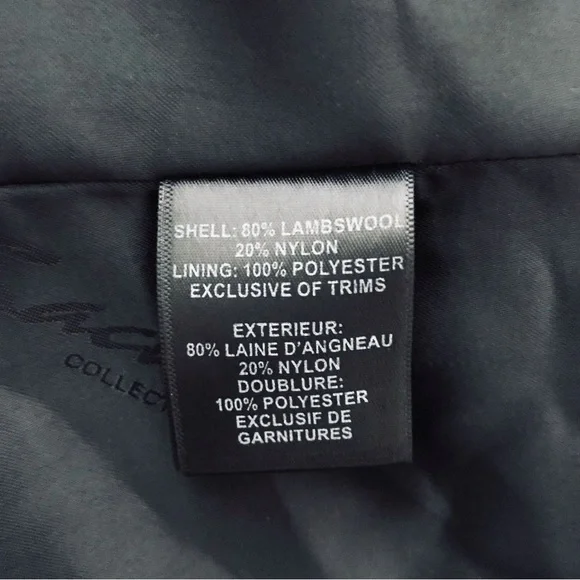 SHELL: 80% LAMBSWOOL
20% NYLON
LINING: 100% POLYESTER
EXCLUSIVE OF TRIMS
EXTERIEUR:
80% LAINE D'ANGNEAU
20% NYLON
DOUBLURE:
100% POLYESTER
EXCLUSIF DE
GARNITURES